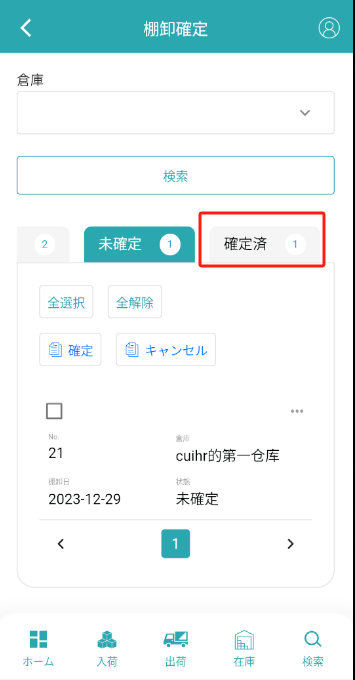 棚卸確定
倉庫
検索
2 未確定 1 確定済 1
全選択 全解除
確定 キャンセル
...
No. 倉庫
21 cuihr的第一仓库
棚卸日 状態
2023-12-29 未確定
< 1 >
ホーム 入荷 出荷 在庫 検索